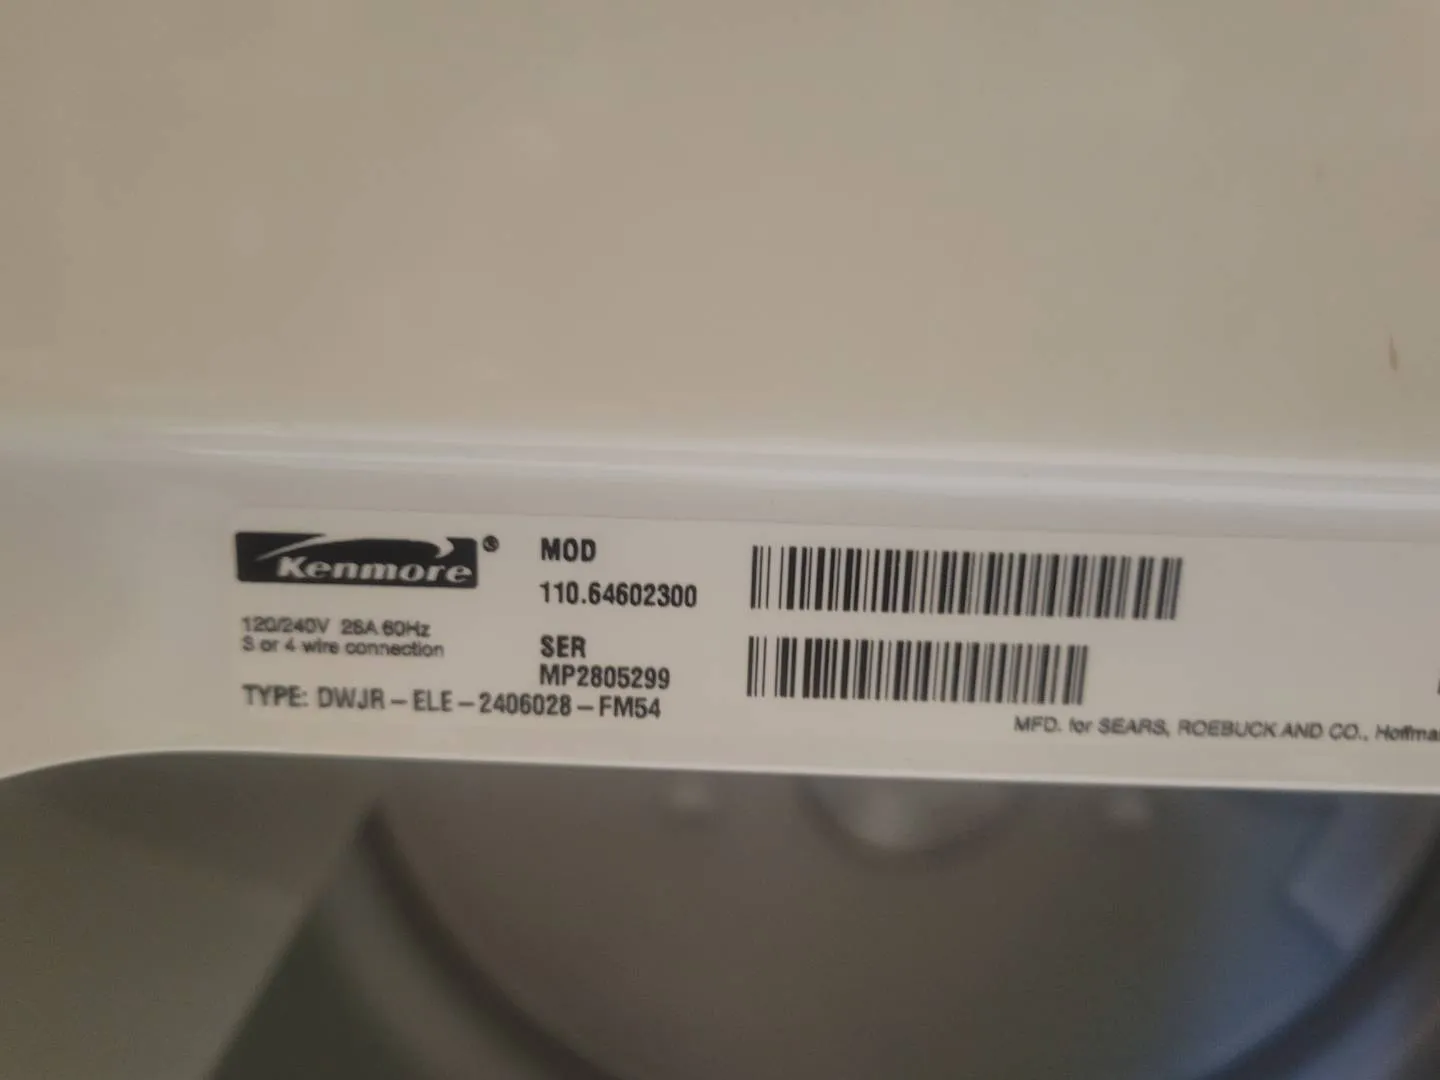 Kenmore®
120/240V 26A 60Hz
3 or 4 wire connection
MOD
110.64602300
SER
MP2805299
TYPE: DWJR-ELE-2406028-FM54
MFD. for SEARS, ROEBUCK AND CO., Hoffma